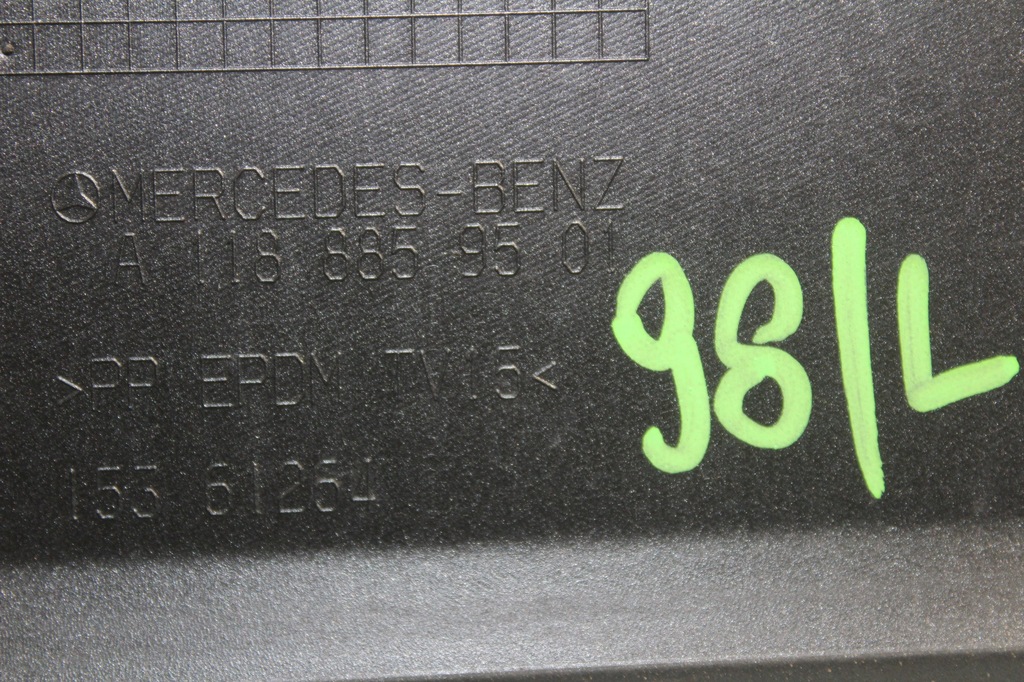 MERCEDES-BENZ
A 118 885 95 01
98/L
>PP EPDM TV15<
155 61264